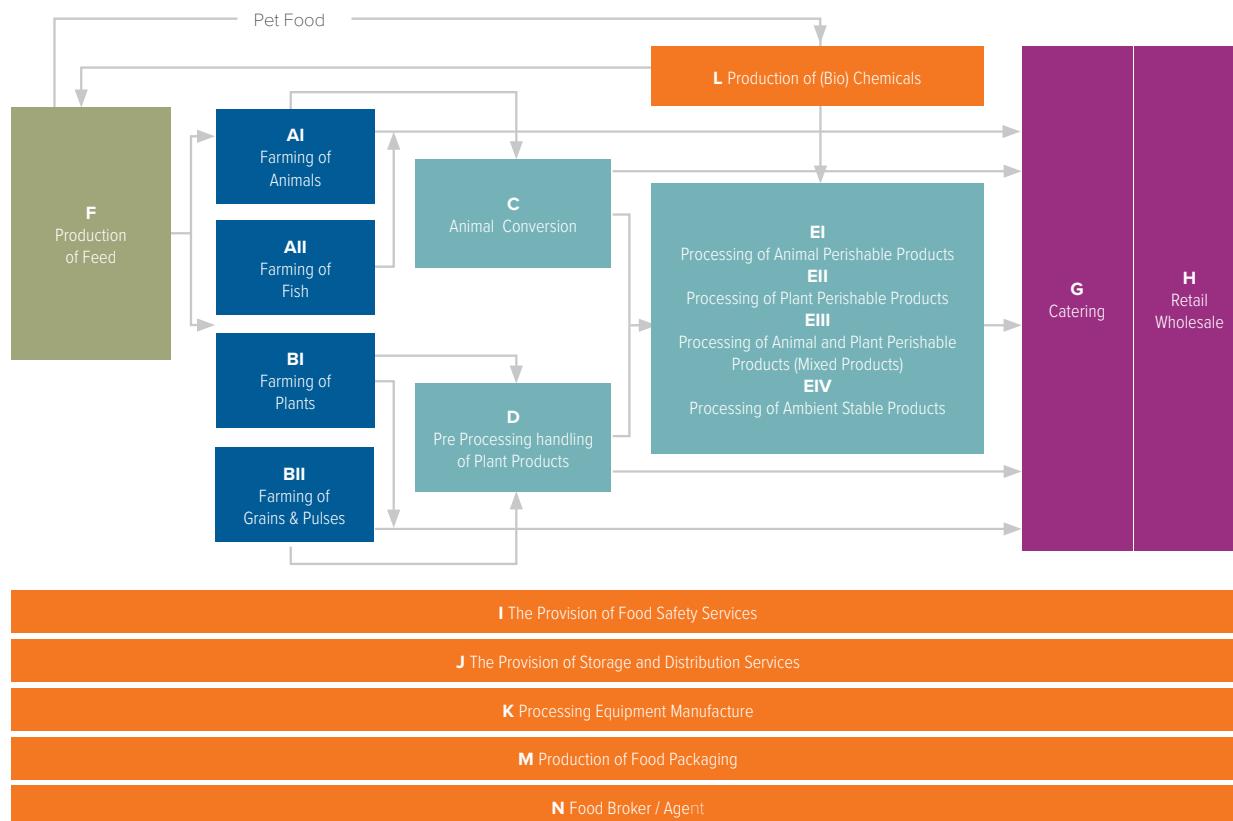 Pet Food
L Production of (Bio) Chemicals
F
Production
of Feed
AI
Farming of
Animals
AII
Farming of
Fish
BI
Farming of
Plants
BII
Farming of
Grains & Pulses
C
Animal Conversion
D
Pre Processing handling
of Plant Products
EI
Processing of Animal Perishable Products
EII
Processing of Plant Perishable Products
EIII
Processing of Animal and Plant Perishable
Products (Mixed Products)
EIV
Processing of Ambient Stable Products
G
Catering
H
Retail
Wholesale
I The Provision of Food Safety Services
J The Provision of Storage and Distribution Services
K Processing Equipment Manufacture
M Production of Food Packaging
N Food Broker / Agent